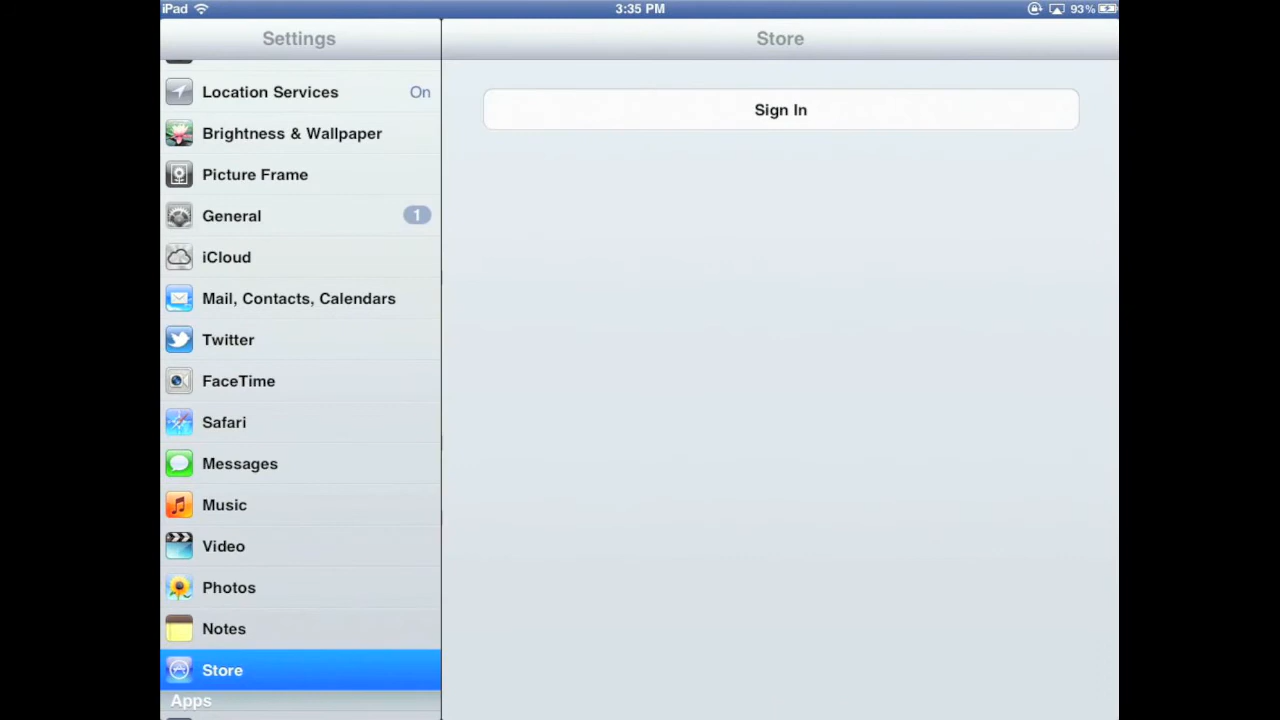 iPad 3:35 PM 93%
Settings
Store
Location Services On
Brightness & Wallpaper
Picture Frame
General 1
iCloud
Mail, Contacts, Calendars
Twitter
FaceTime
Safari
Messages
Music
Video
Photos
Notes
Store
Apps
Sign In